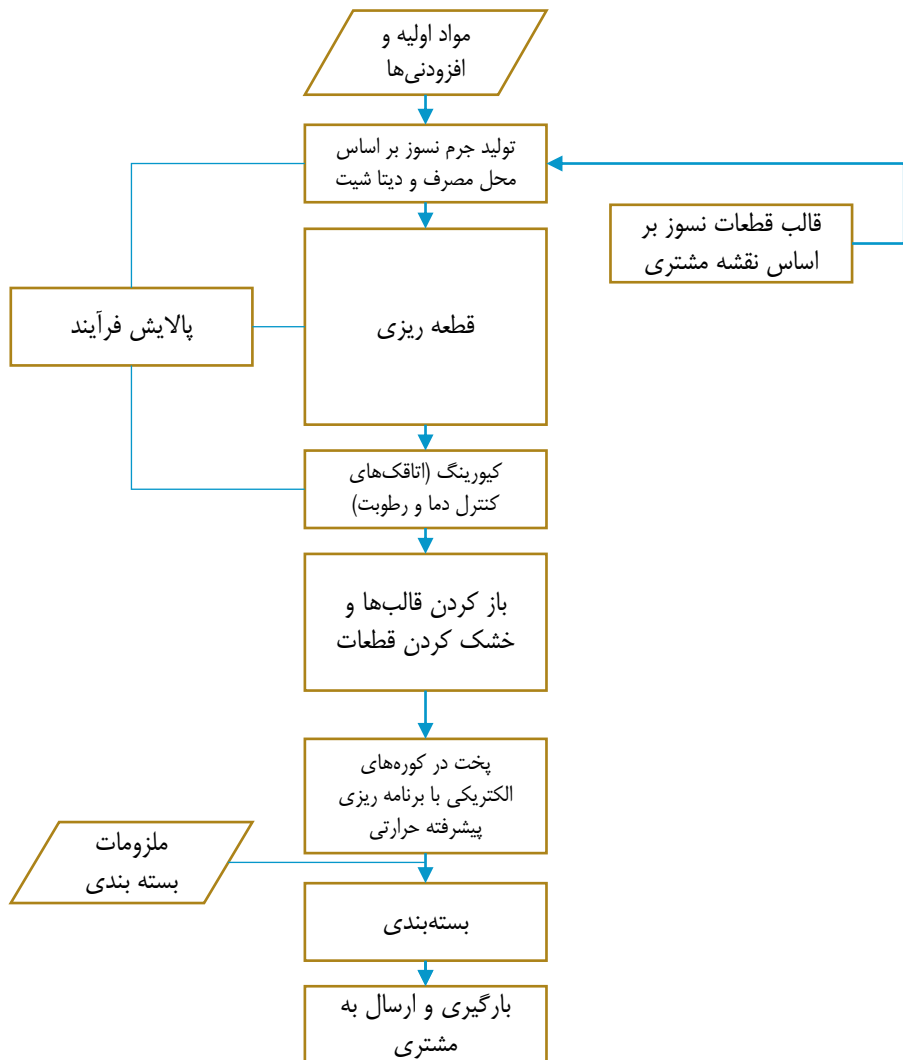 مواد اولیه و
افزودنی‌ها
تولید جرم نسوز بر اساس
محل مصرف و دیتا شیت
قالب قطعات نسوز بر
اساس نقشه مشتری
قطعه ریزی
پالایش فرآیند
کیورینگ (اتاقک‌های
کنترل دما و رطوبت)
باز کردن قالب‌ها و
خشک کردن قطعات
پخت در کوره‌های
الکتریکی با برنامه ریزی
پیشرفته حرارتی
ملزومات
بسته بندی
بسته‌بندی
بارگیری و ارسال به
مشتری